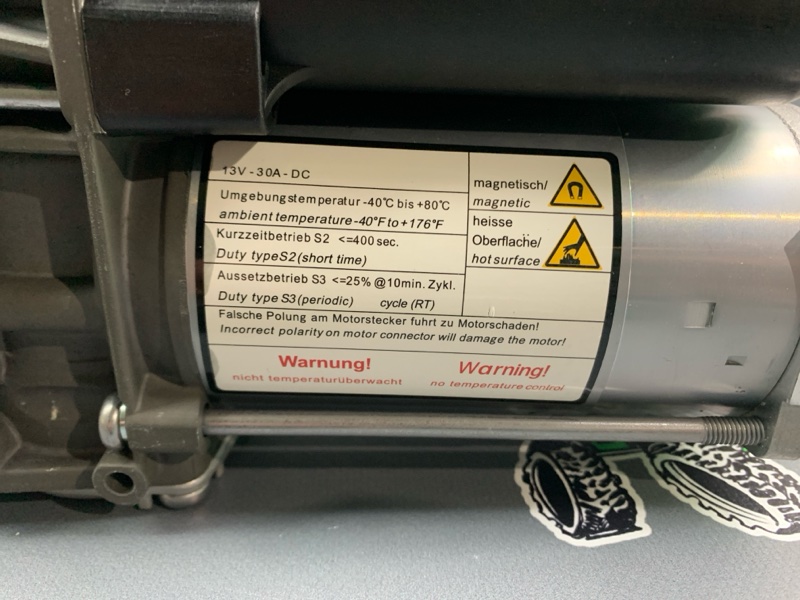 13V - 30A - DC
Umgebungstemperatur -40°C bis +80°C
ambient temperature -40°F to +176°F
Kurzzeitbetrieb S2 <=400 sec.
Duty type S2 (short time)
Aussetzbetrieb S3 <=25% @10min. Zykl.
Duty type S3 (periodic) cycle (RT)
magnetisch/
magnetic
heisse
Oberflache/
hot surface
Falsche Polung am Motorstecker fuhrt zu Motorschaden!
Incorrect polarity on motor connector will damage the motor!
Warnung! Warning!
nicht temperaturüberwacht no temperature control